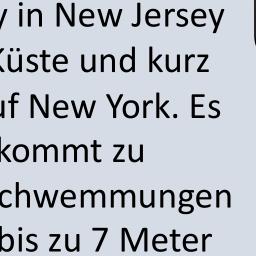 y in New Jersey
Küste und kurz
uf New York. Es
kommt zu
chwemmungen
bis zu 7 Meter